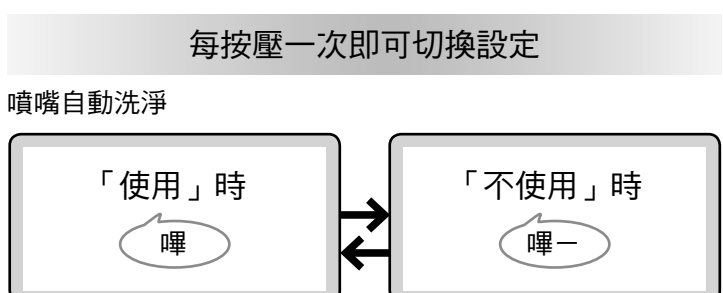 每按壓一次即可切換設定
噴嘴自動洗淨
「使用」時
嗶
「不使用」時
嗶－